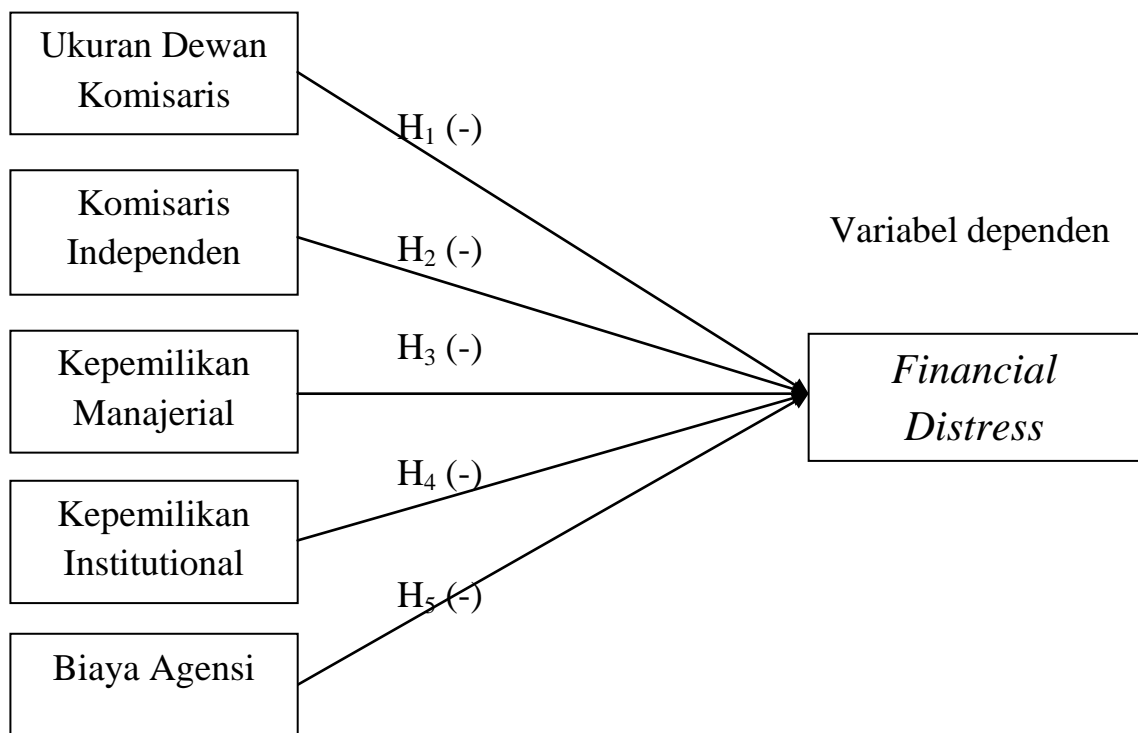 Ukuran Dewan
Komisaris
H₁ (-)
Komisaris
Independen
H₂ (-)
Variabel dependen
Kepemilikan
Manajerial
H₃ (-)
Financial
Distress
Kepemilikan
Institutional
H₄ (-)
H₅ (-)
Biaya Agensi